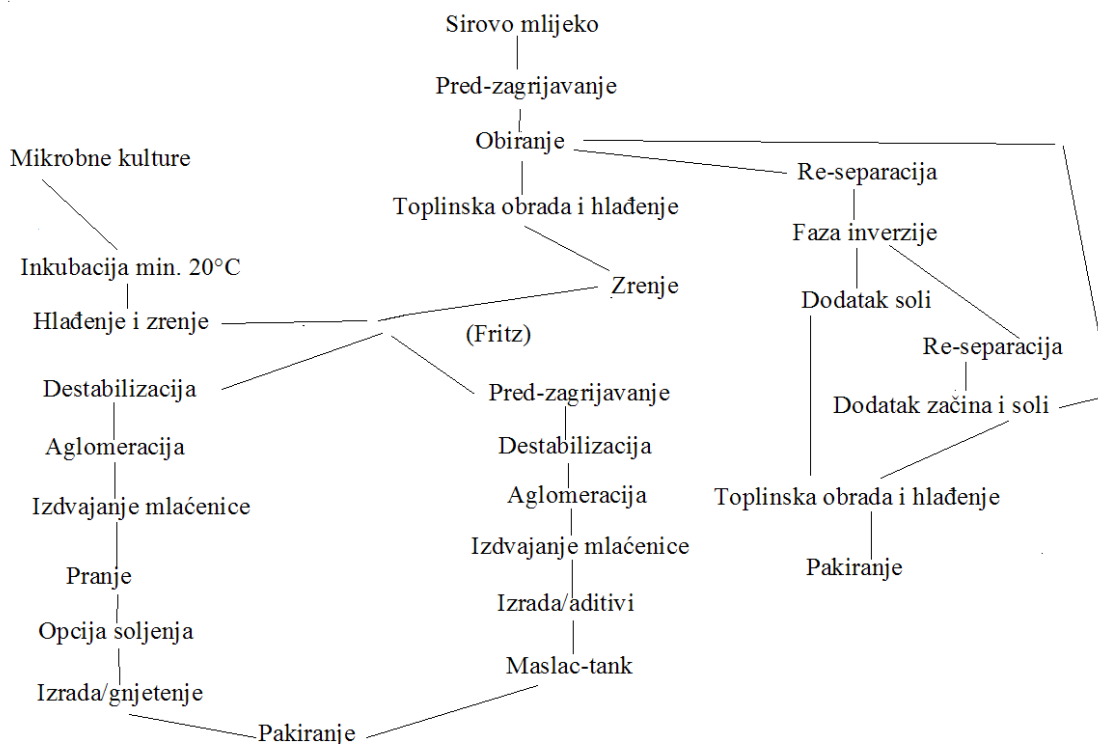 Sirovo mlijeko
Pred-zagrijavanje
Obiranje
Mikrobne kulture
Re-separacija
Toplinska obrada i hlađenje
Faza inverzije
Inkubacija min. 20°C
Zrenje
Dodatak soli
Hlađenje i zrenje
(Fritz)
Re-separacija
Destabilizacija
Pred-zagrijavanje
Dodatak začina i soli
Aglomeracija
Destabilizacija
Izdvajanje mlaćenice
Aglomeracija
Toplinska obrada i hlađenje
Izdvajanje mlaćenice
Pranje
Pakiranje
Izrada/aditivi
Opcija soljenja
Maslac-tank
Izrada/gnjetenje
Pakiranje